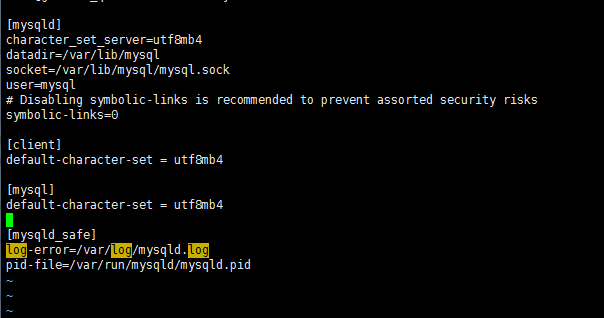 [mysqld]
character_set_server=utf8mb4
datadir=/var/lib/mysql
socket=/var/lib/mysql/mysql.sock
user=mysql
# Disabling symbolic-links is recommended to prevent assorted security risks
symbolic-links=0
[client]
default-character-set = utf8mb4
[mysql]
default-character-set = utf8mb4
[mysqld_safe]
log-error=/var/log/mysqld.log
pid-file=/var/run/mysqld/mysqld.pid
~
~
~